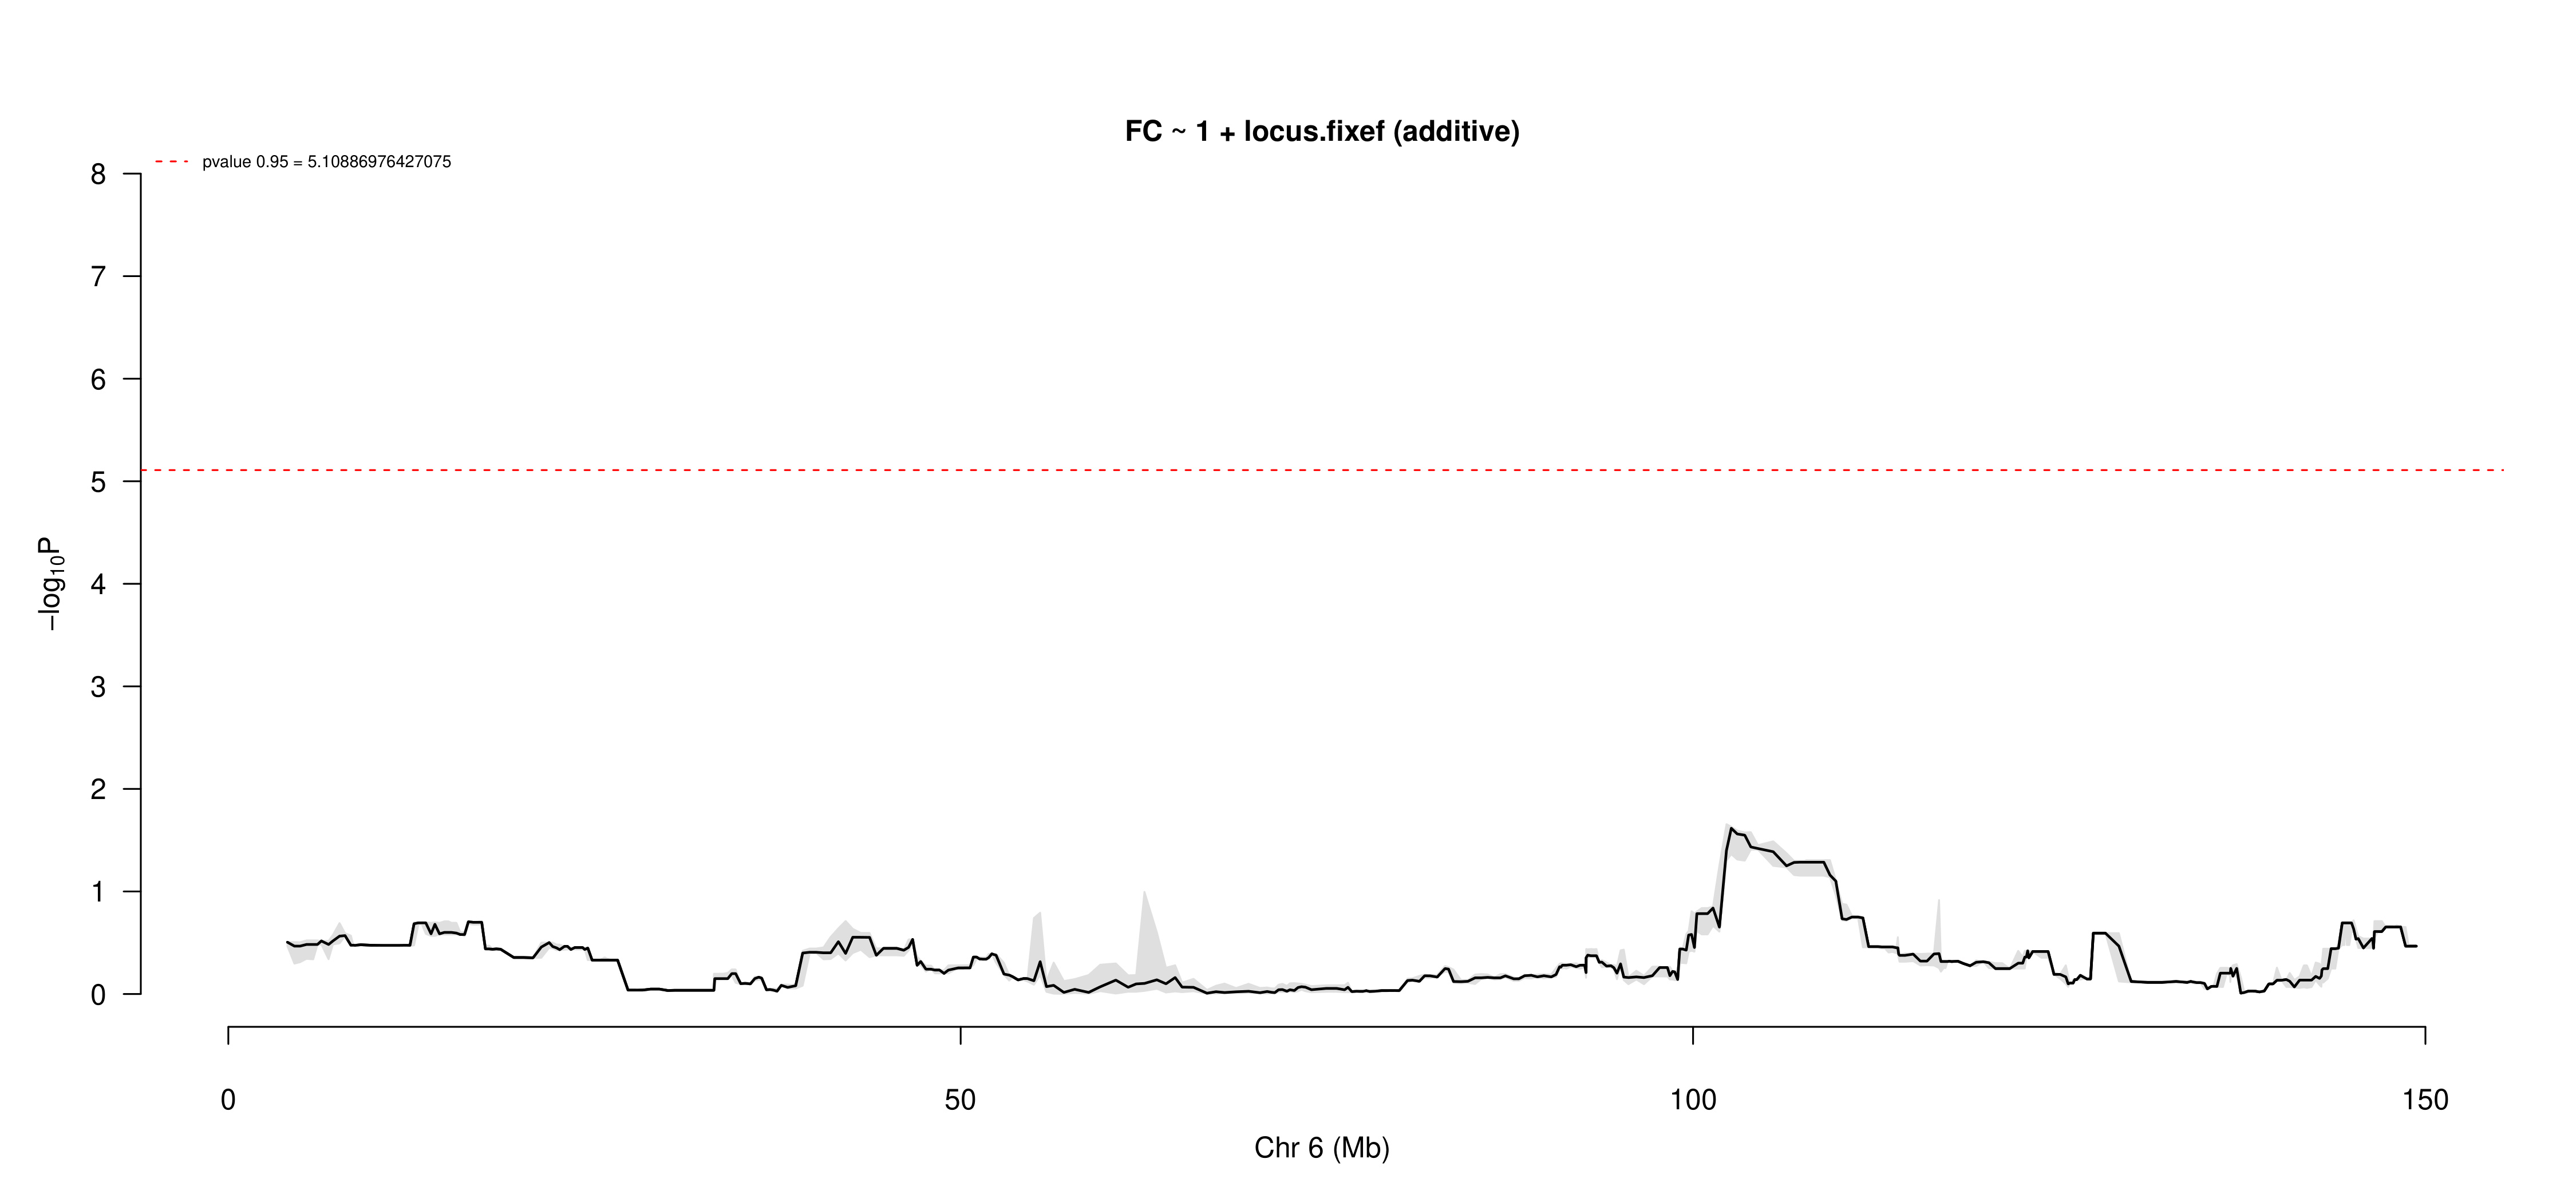 FC ~ 1 + locus.fixef (additive)
pvalue 0.95 = 5.10886976427075
8
7
6
5
4
3
2
1
0
−log10P
0 50 100 150
Chr 6 (Mb)